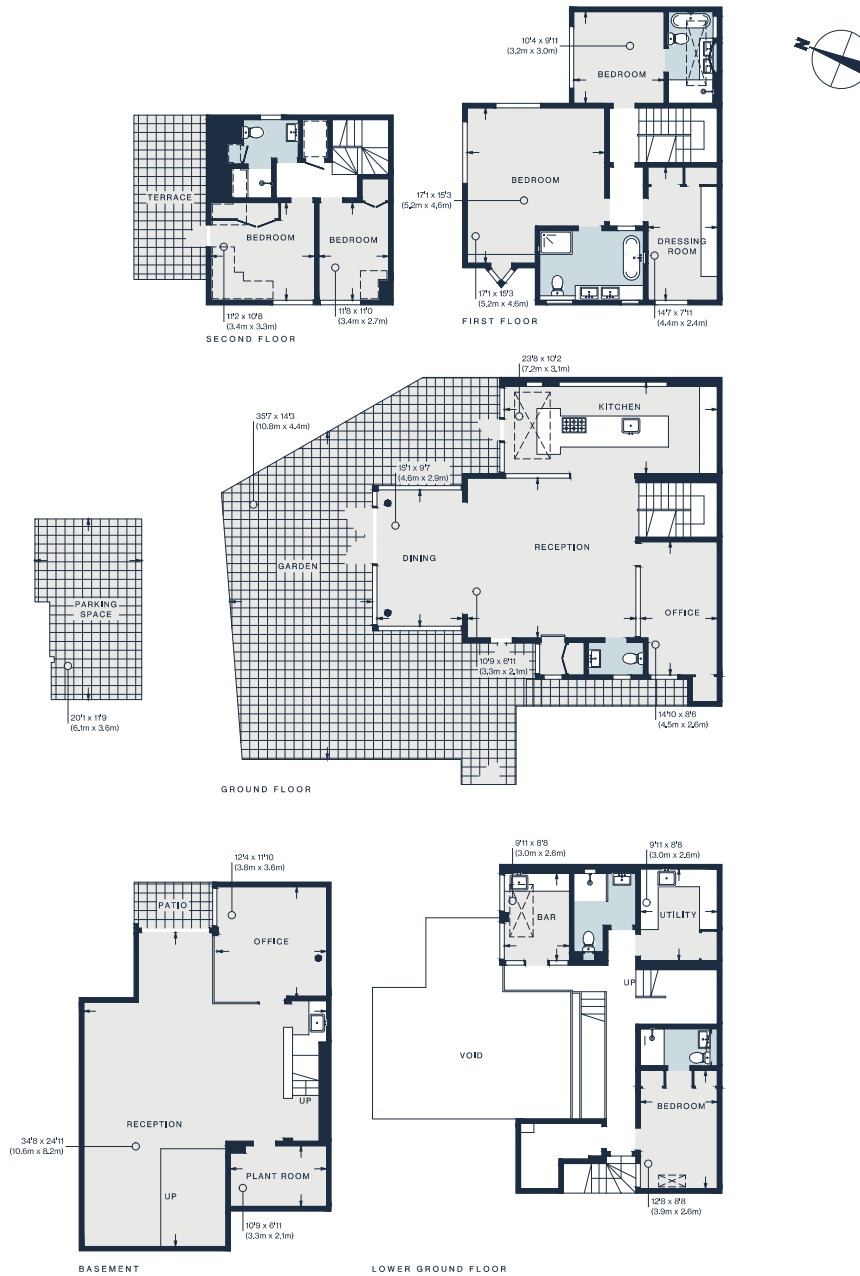 10'4 x 9'11
(3.2m x 3.0m)
BEDROOM
N
TERRACE
BEDROOM
BEDROOM
11'2 x 10'8
(3.4m x 3.3m)
11'8 x 11'0
(3.4m x 2.7m)
SECOND FLOOR
BEDROOM
17'1 x 15'3
(5.2m x 4.6m)
DRESSING
ROOM
17'1 x 15'3
(5.2m x 4.6m)
14'7 x 7'11
(4.4m x 2.4m)
FIRST FLOOR
23'8 x 10'2
(7.2m x 3.1m)
KITCHEN
35'7 x 14'3
(10.8m x 4.4m)
15'1 x 9'7
(4.6m x 2.9m)
RECEPTION
DINING
GARDEN
PARKING
SPACE
OFFICE
10'9 x 6'11
(3.3m x 2.1m)
20'1 x 11'9
(6.1m x 3.6m)
14'10 x 8'6
(4.5m x 2.6m)
GROUND FLOOR
12'4 x 11'10
(3.8m x 3.6m)
PATIO
OFFICE
UP
RECEPTION
34'8 x 24'11
(10.6m x 8.2m)
PLANT ROOM
UP
10'9 x 6'11
(3.3m x 2.1m)
BASEMENT
9'11 x 8'8
(3.0m x 2.6m)
9'11 x 8'8
(3.0m x 2.6m)
BAR
UTILITY
UP
VOID
BEDROOM
12'8 x 8'8
(3.9m x 2.6m)
LOWER GROUND FLOOR